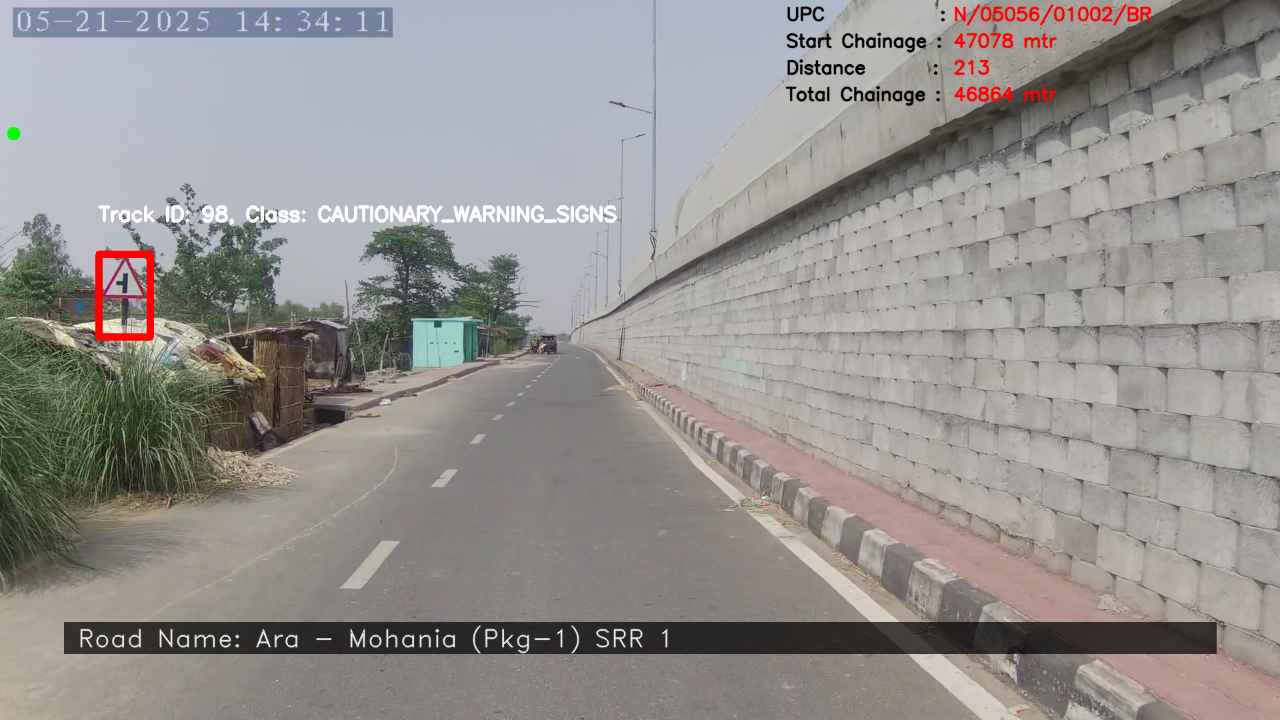 05-21-2025 14:34:11
UPC : N/05056/01002/BR
Start Chainage : 47078 mtr
Distance : 213
Total Chainage : 46864 mtr
Track ID: 98, Class: CAUTIONARY_WARNING_SIGNS
Road Name: Ara - Mohania (Pkg-1) SRR 1